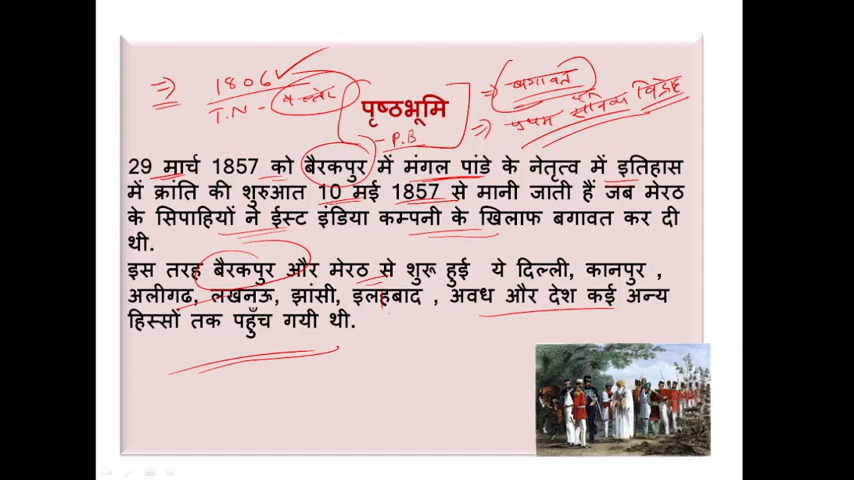 ⇒ 1806 ✓
T.N -
⇒ बगावत
⇒ प्रथम सैनिक विद्रोह
पृष्ठभूमि
- P.B
29 मार्च 1857 को बैरकपुर में मंगल पांडे के नेतृत्व में इतिहास
में क्रांति की शुरुआत 10 मई 1857 से मानी जाती हैं जब मेरठ
के सिपाहियों ने ईस्ट इंडिया कम्पनी के खिलाफ बगावत कर दी
थी.
इस तरह बैरकपुर और मेरठ से शुरू हुई ये दिल्ली, कानपुर ,
अलीगढ, लखनऊ, झांसी, इलहबाद , अवध और देश कई अन्य
हिस्सों तक पहुँच गयी थी.